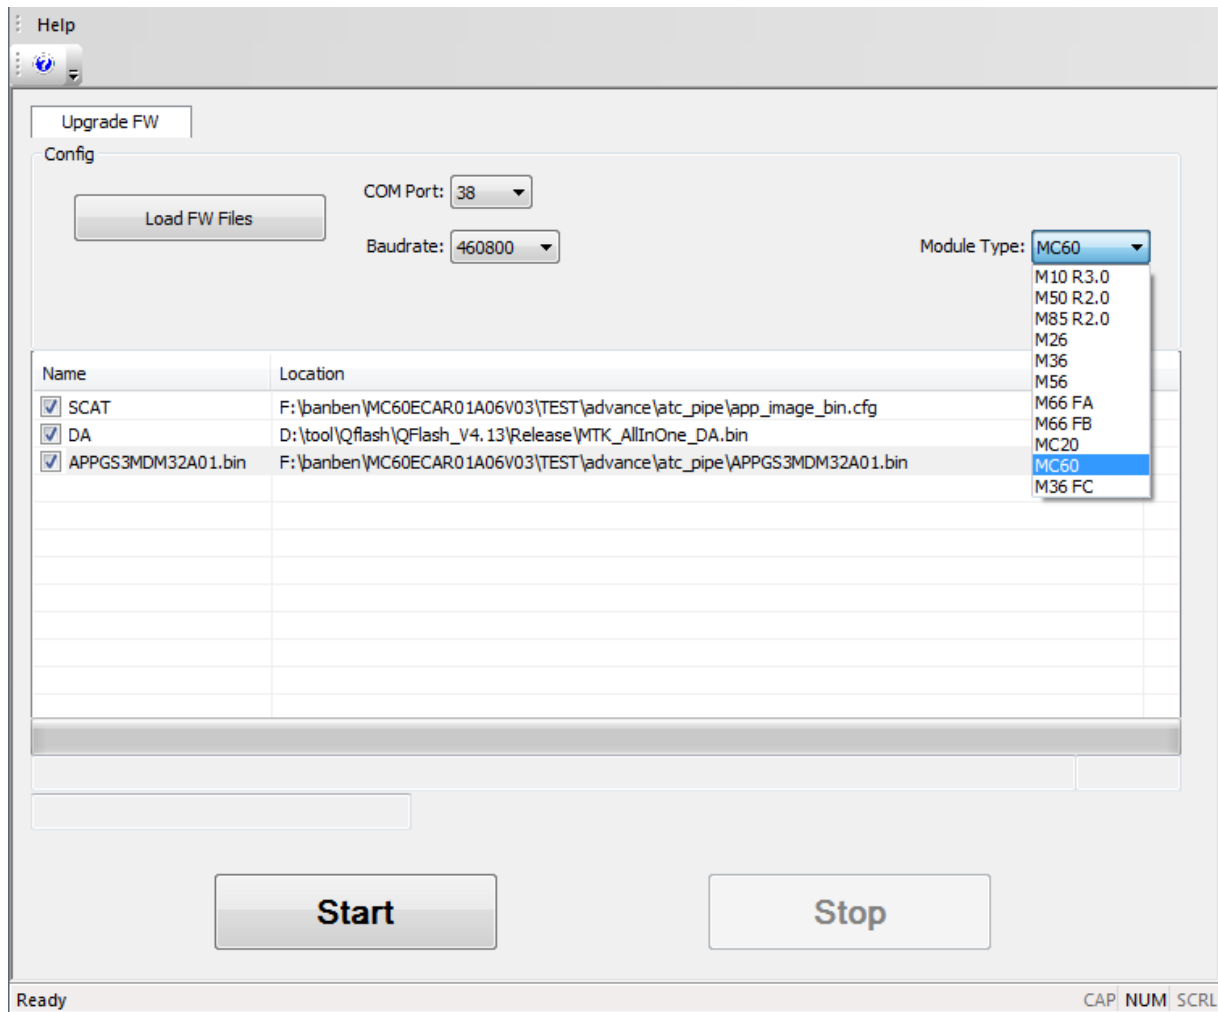 Help
Upgrade FW
Config
Load FW Files
COM Port: 38
Baudrate: 460800
Module Type: MC60
M10 R3.0
M50 R2.0
M85 R2.0
M26
M36
M56
M66 FA
M66 FB
MC20
MC60
M36 FC
Name Location
SCAT F:\banben\MC60ECAR01A06V03\TEST\advance\atc_pipe\app_image_bin.cfg
DA D:\tool\Qflash\QFlash_V4.13\Release\MTK_AllInOne_DA.bin
APPGS3MDM32A01.bin F:\banben\MC60ECAR01A06V03\TEST\advance\atc_pipe\APPGS3MDM32A01.bin
Start Stop
Ready CAP NUM SCRL